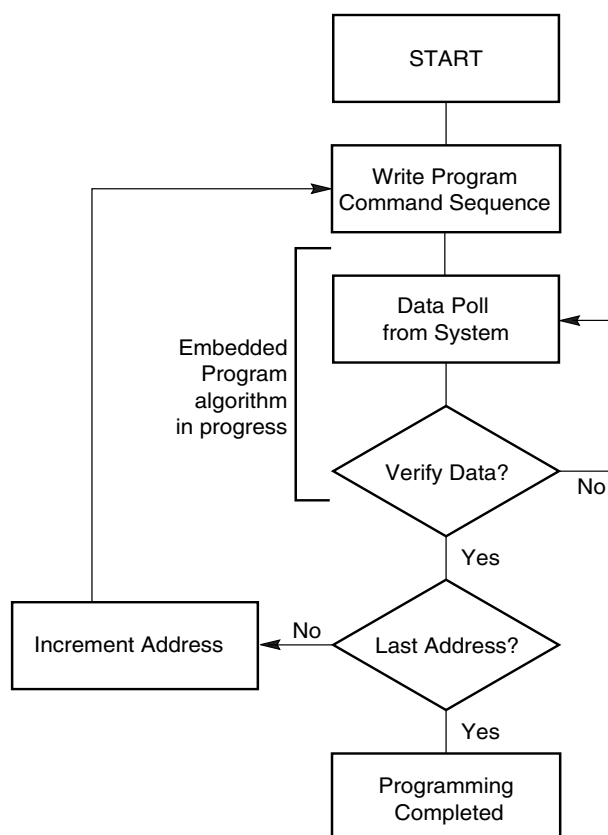 START
Write Program
Command Sequence
Data Poll
from System
Embedded
Program
algorithm
in progress
Verify Data?
No
Yes
Increment Address
No
Last Address?
Yes
Programming
Completed